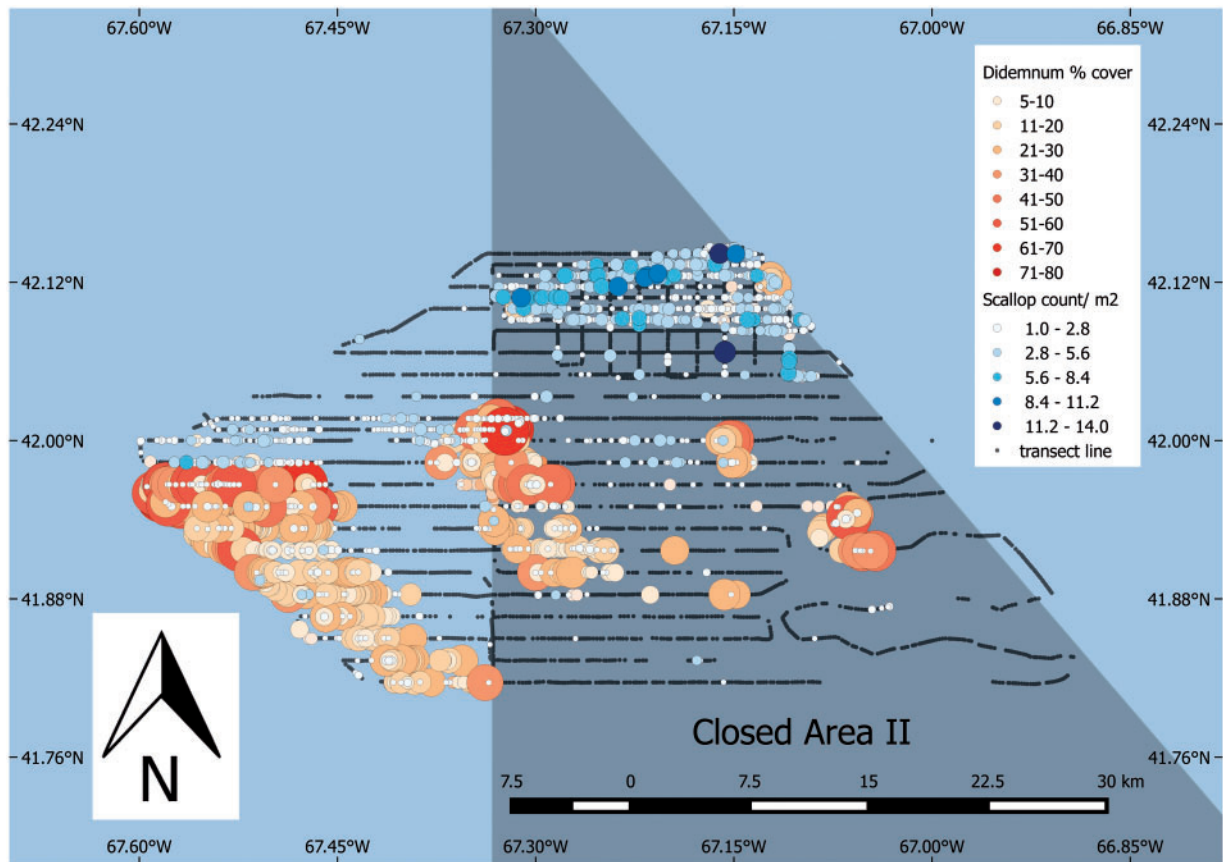 67.60°W 67.45°W 67.30°W 67.15°W 67.00°W 66.85°W
Didemnum % cover
5-10
11-20
21-30
31-40
41-50
51-60
61-70
71-80
Scallop count/ m2
1.0 - 2.8
2.8 - 5.6
5.6 - 8.4
8.4 - 11.2
11.2 - 14.0
transect line
42.24°N 42.24°N
42.12°N 42.12°N
42.00°N 42.00°N
41.88°N 41.88°N
41.76°N 41.76°N
N
Closed Area II
7.5 0 7.5 15 22.5 30 km
67.60°W 67.45°W 67.30°W 67.15°W 67.00°W 66.85°W